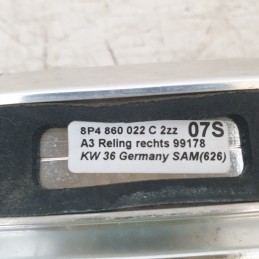 8P4 860 022 C 2zz 07S
A3 Reling rechts 99178
KW 36 Germany SAM(626)